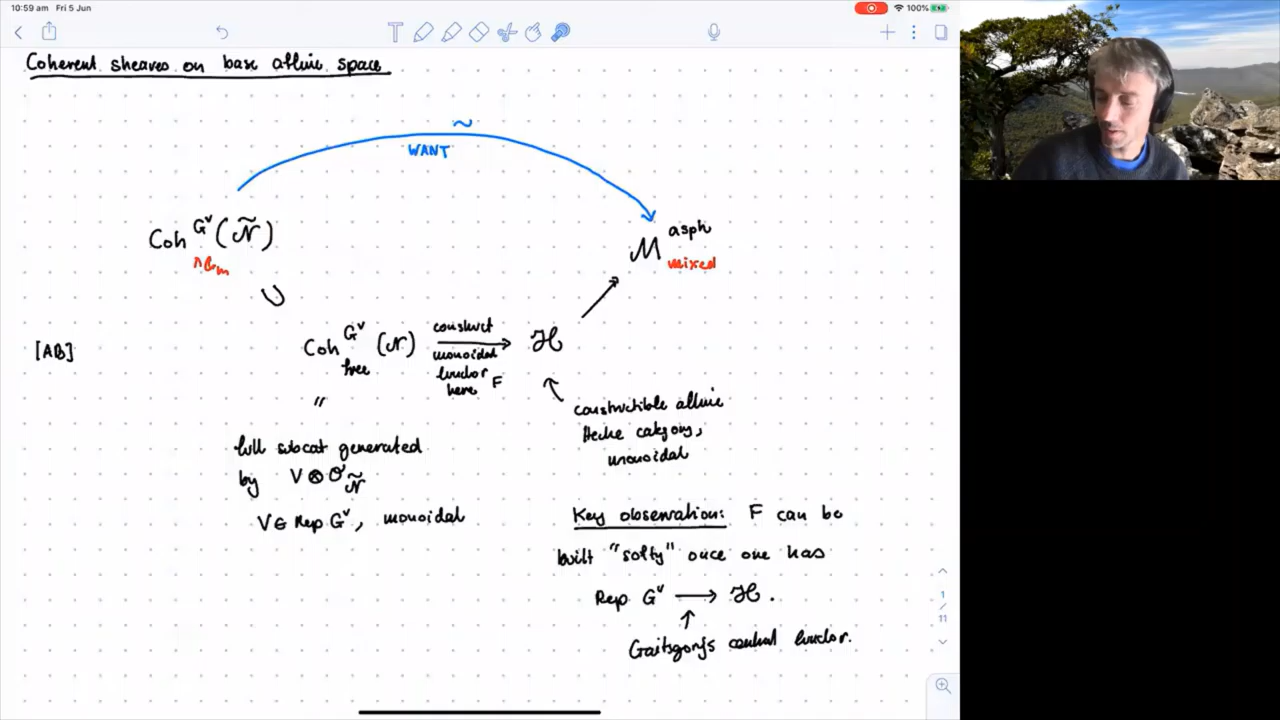 10:59 am Fri 5 Jun
100%
Coherent sheaves on base affine space
~
WANT
Coh^{G^∨}(Ñ)
×G_m
M^{asph}
mixed
∪
[AB]
Coh^{G^∨}_{free}(N)
construct
monoidal
functor
here F
H
"
full subcat generated
by V ⊗ O_Ñ
V ∈ Rep G^∨, monoidal
constructible affine
Hecke category,
monoidal
Key observation: F can be
built "softly" once one has
Rep G^∨ → H.
Gaitsgory's central functor.
1
/
11